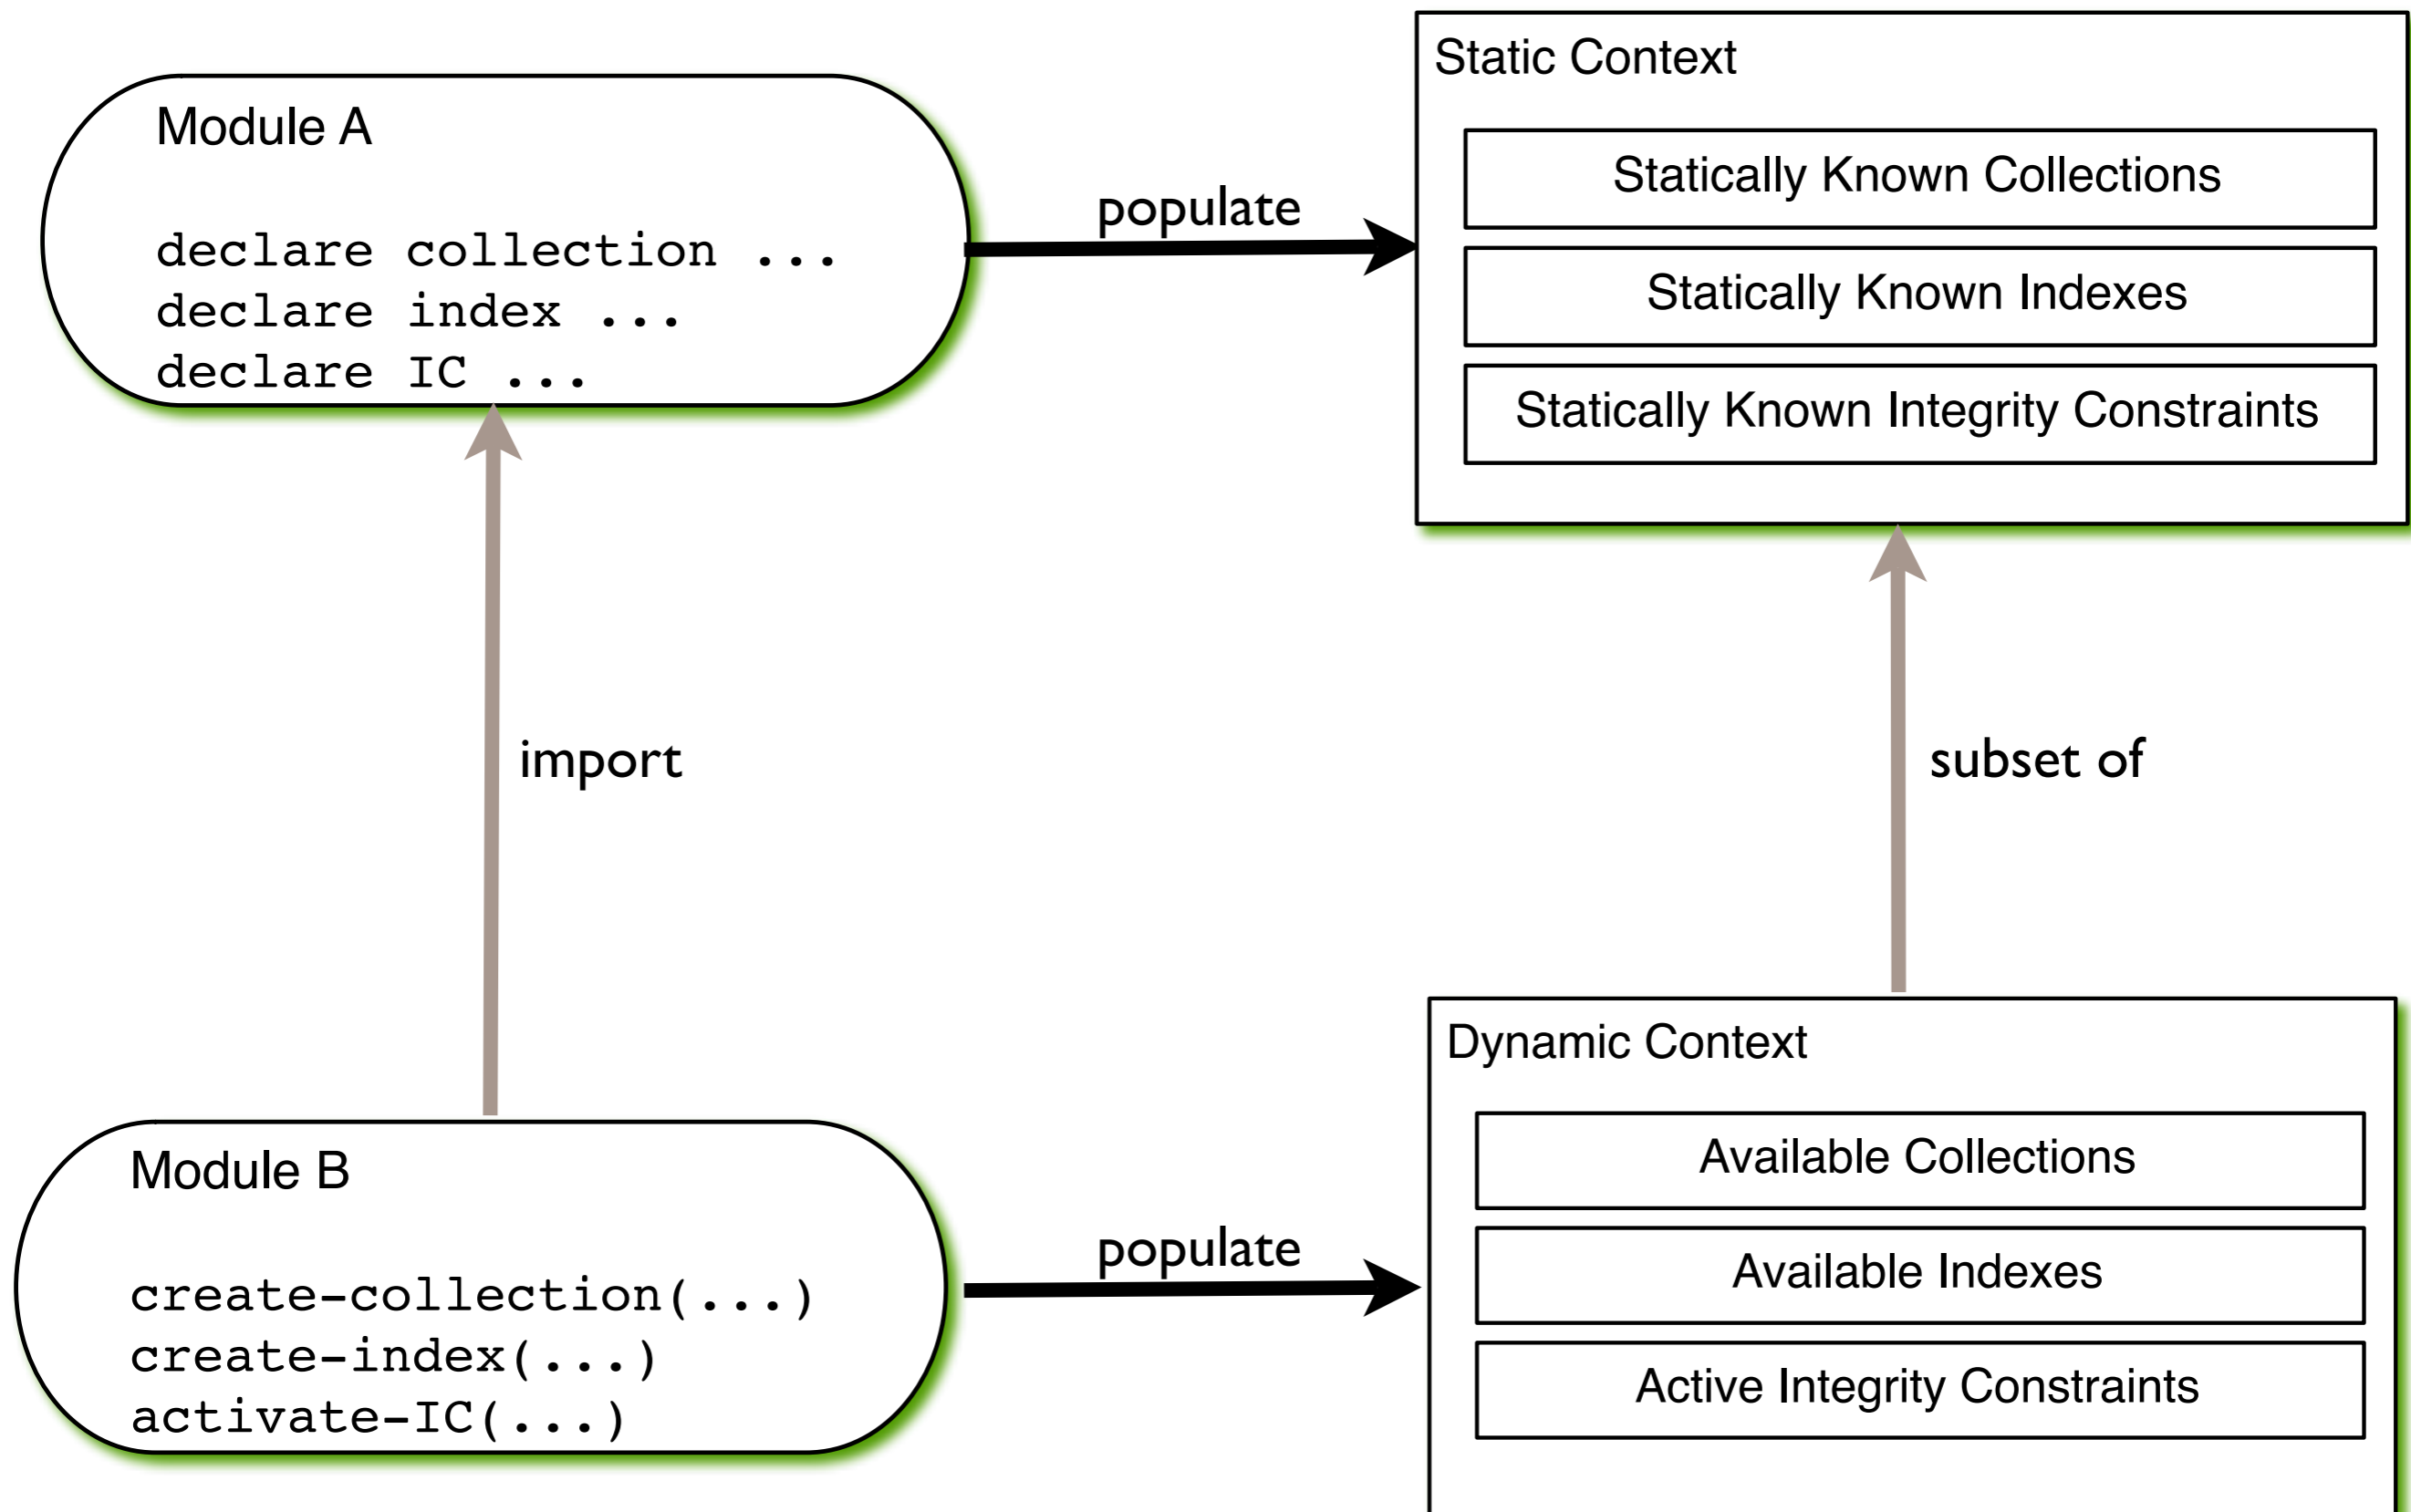 Module A
declare collection ...
declare index ...
declare IC ...
populate
Static Context
Statically Known Collections
Statically Known Indexes
Statically Known Integrity Constraints
import
subset of
Module B
create-collection(...)
create-index(...)
activate-IC(...)
populate
Dynamic Context
Available Collections
Available Indexes
Active Integrity Constraints